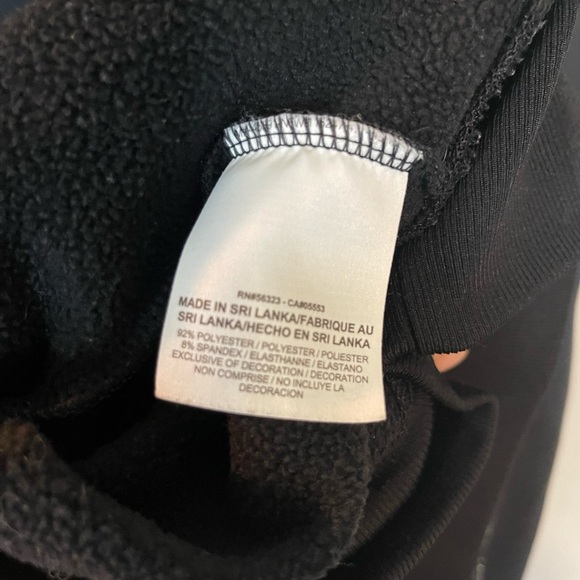 RN#56323 - CA#05553
MADE IN SRI LANKA/FABRIQUE AU
SRI LANKA/HECHO EN SRI LANKA
92% POLYESTER / POLYESTER / POLIESTER
8% SPANDEX / ELASTHANNE / ELASTANO
EXCLUSIVE OF DECORATION / DECORATION
NON COMPRISE / NO INCLUYE LA
DECORACION